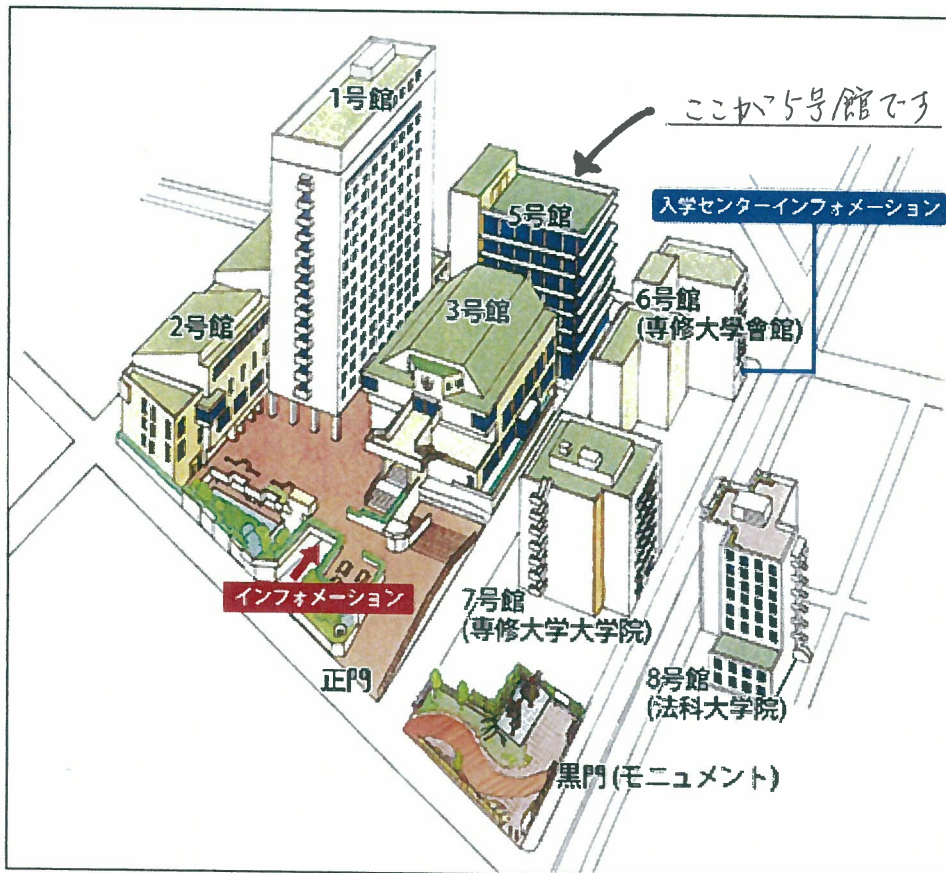 1号館
ここが5号館です
5号館
入学センターインフォメーション
6号館
(専修大學會館)
3号館
2号館
インフォメーション
7号館
(専修大学大学院)
正門
8号館
(法科大学院)
黒門(モニュメント)